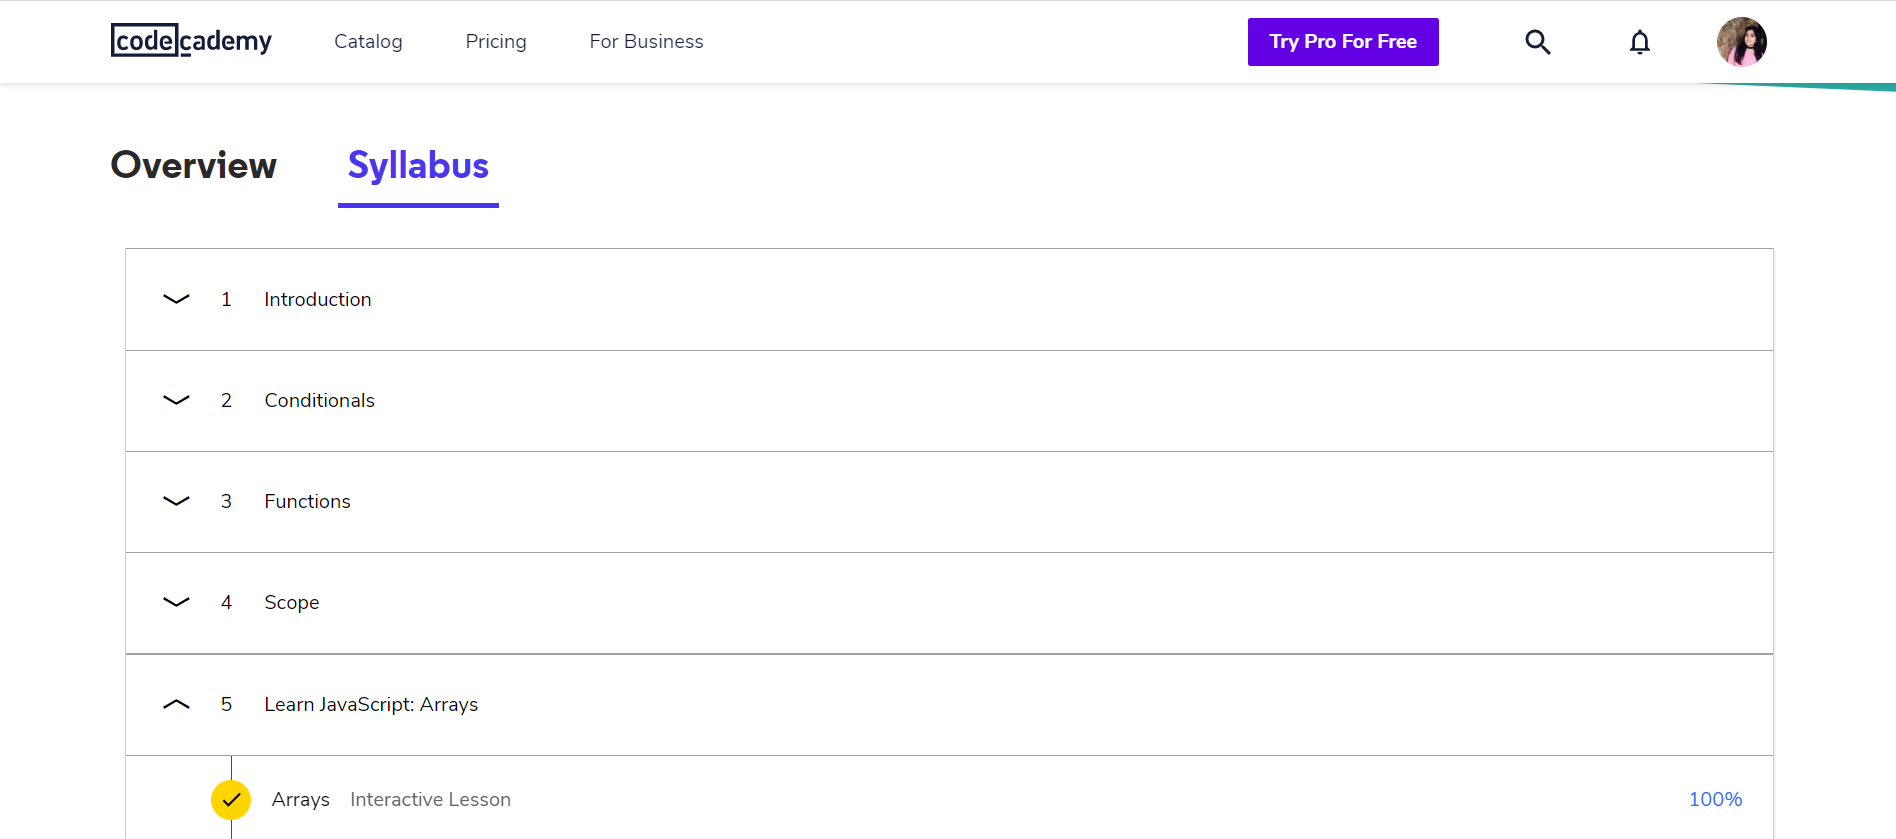 codecademy Catalog Pricing For Business Try Pro For Free
Overview Syllabus
1 Introduction
2 Conditionals
3 Functions
4 Scope
5 Learn JavaScript: Arrays
Arrays Interactive Lesson 100%